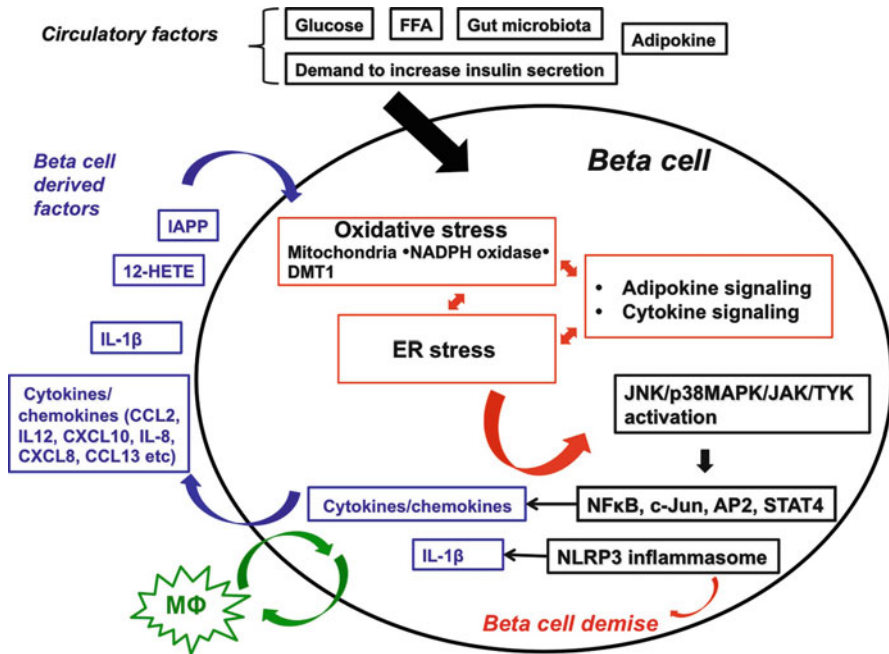 Circulatory factors
Glucose
FFA
Gut microbiota
Adipokine
Demand to increase insulin secretion
Beta cell
derived
factors
Beta cell
IAPP
12-HETE
IL-1β
Cytokines/
chemokines (CCL2,
IL12, CXCL10, IL-8,
CXCL8, CCL13 etc)
Oxidative stress
Mitochondria •NADPH oxidase•
DMT1
• Adipokine signaling
• Cytokine signaling
ER stress
JNK/p38MAPK/JAK/TYK
activation
Cytokines/chemokines
NFκB, c-Jun, AP2, STAT4
IL-1β
NLRP3 inflammasome
MΦ
Beta cell demise